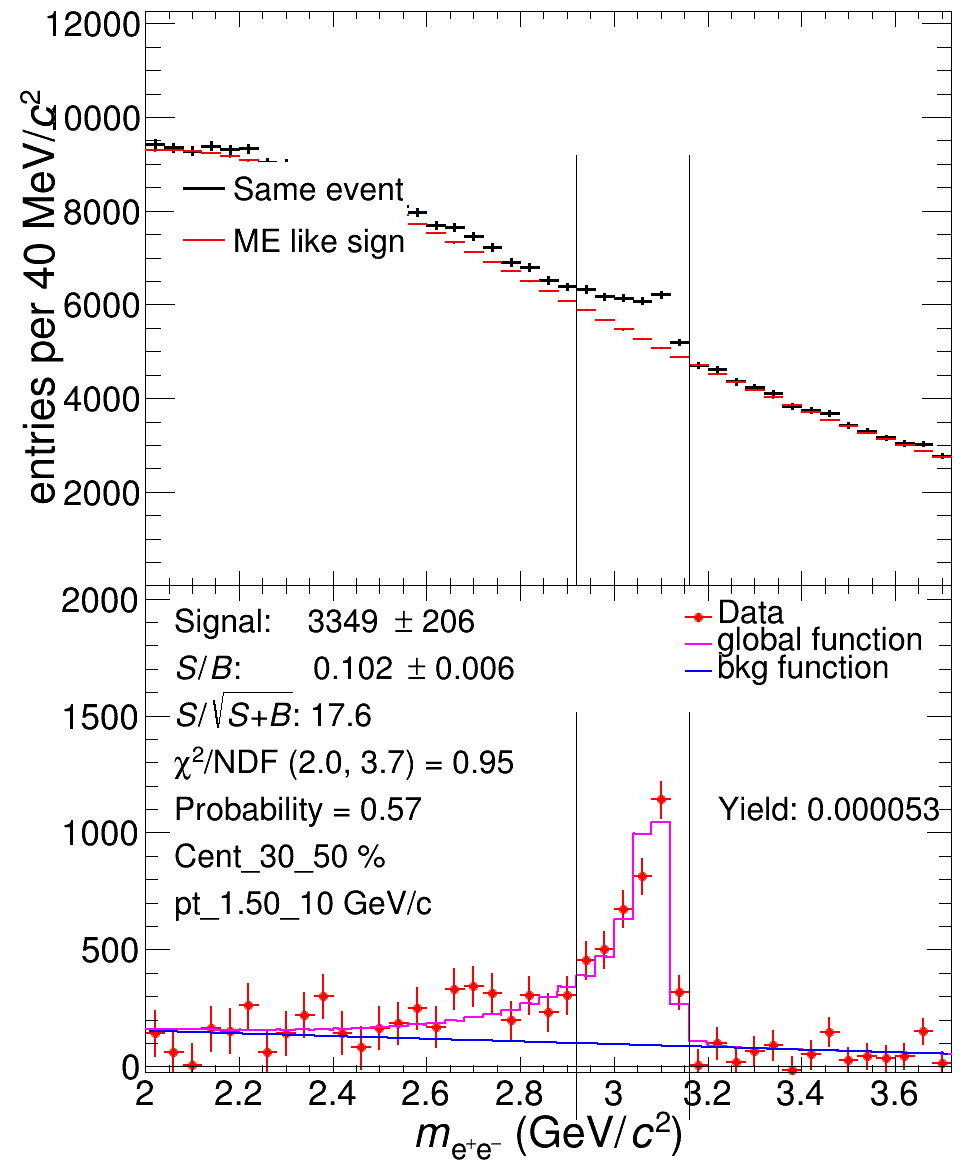 12000
10000
8000
6000
4000
2000
entries per 40 MeV/c²
Same event
ME like sign
2000
1500
1000
500
0
Signal: 3349 ± 206
S/B: 0.102 ± 0.006
S/√S+B: 17.6
χ²/NDF (2.0, 3.7) = 0.95
Probability = 0.57
Cent_30_50 %
pt_1.50_10 GeV/c
Data
global function
bkg function
Yield: 0.000053
2 2.2 2.4 2.6 2.8 3 3.2 3.4 3.6
mₑ⁺ₑ⁻ (GeV/c²)